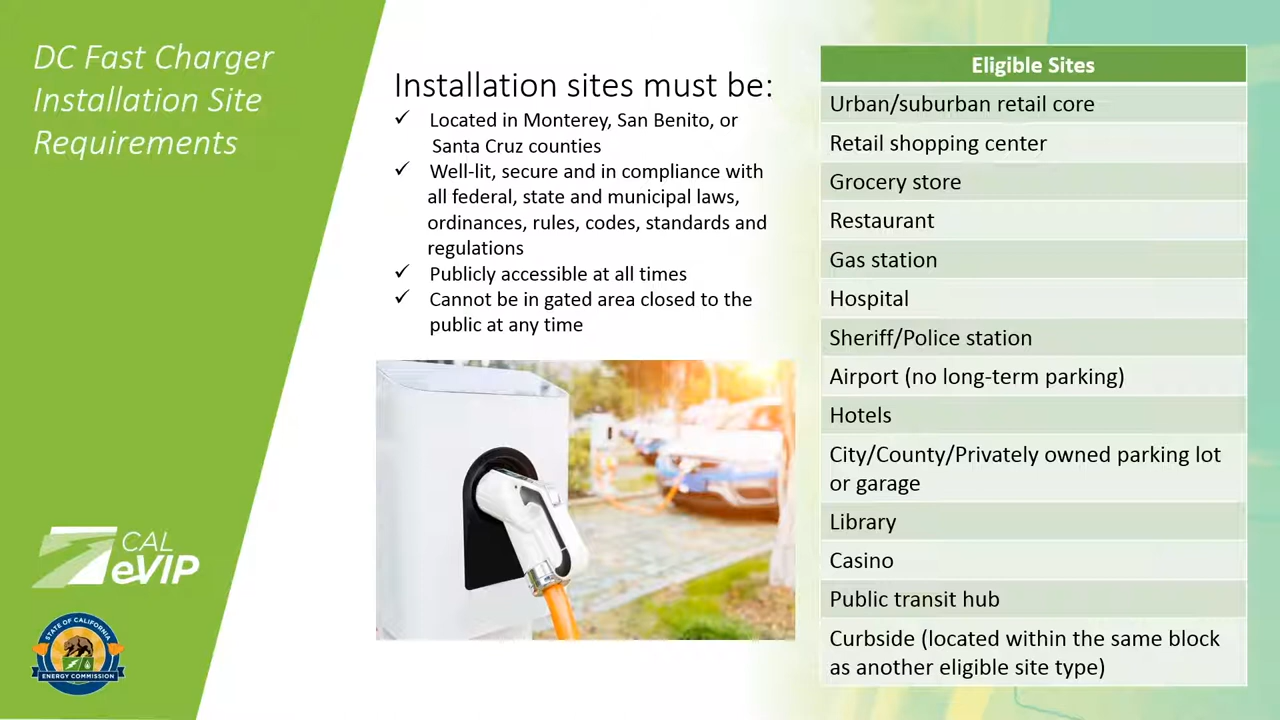 DC Fast Charger
Installation Site
Requirements
Installation sites must be:
✓ Located in Monterey, San Benito, or
Santa Cruz counties
✓ Well-lit, secure and in compliance with
all federal, state and municipal laws,
ordinances, rules, codes, standards and
regulations
✓ Publicly accessible at all times
✓ Cannot be in gated area closed to the
public at any time
Eligible Sites
Urban/suburban retail core
Retail shopping center
Grocery store
Restaurant
Gas station
Hospital
Sheriff/Police station
Airport (no long-term parking)
Hotels
City/County/Privately owned parking lot
or garage
Library
Casino
Public transit hub
Curbside (located within the same block
as another eligible site type)
CAL
eVIP
STATE OF CALIFORNIA
ENERGY COMMISSION